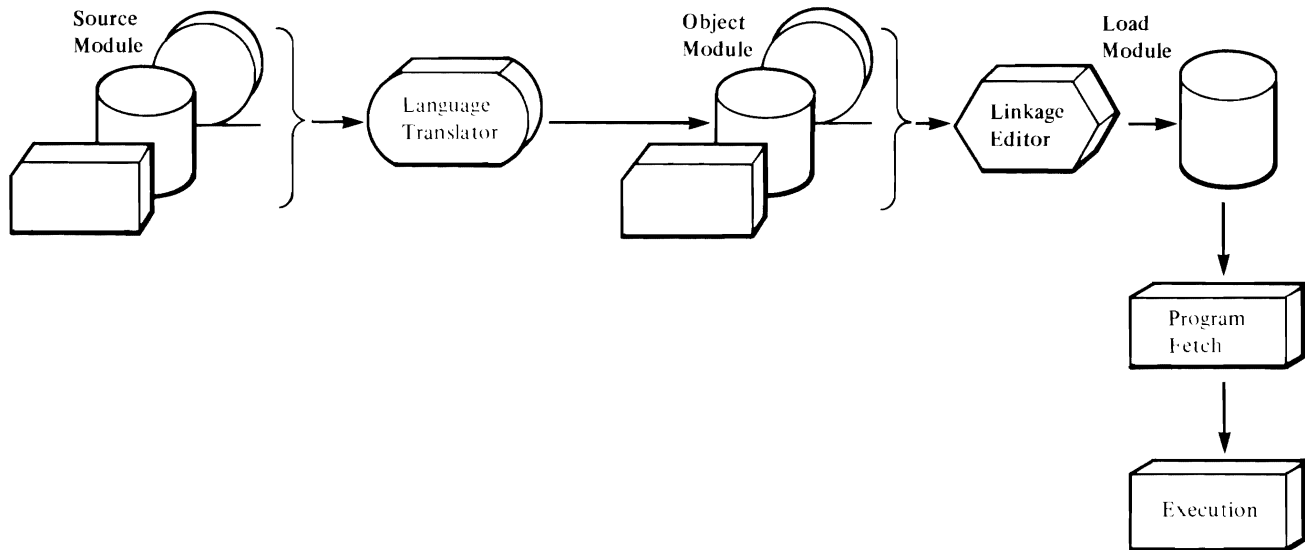 Source
Module
Language
Translator
Object
Module
Linkage
Editor
Load
Module
Program
Fetch
Execution